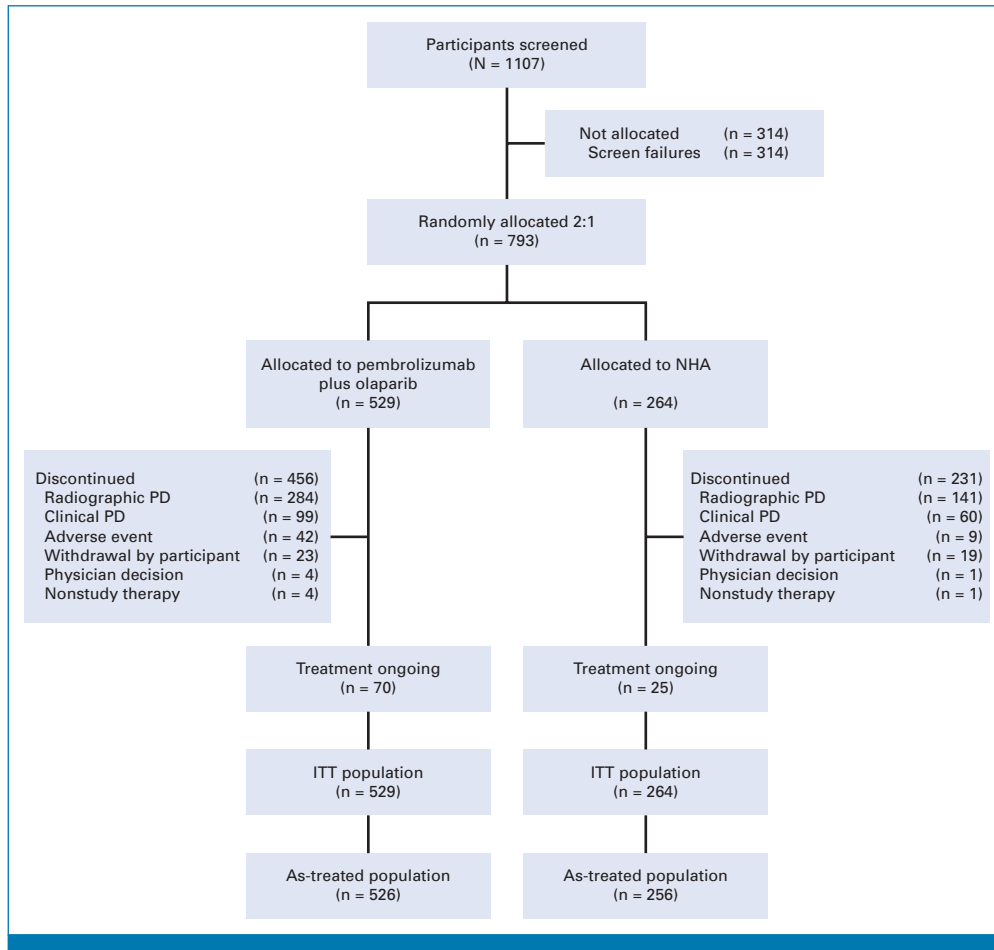 Participants screened
(N = 1107)
Not allocated (n = 314)
Screen failures (n = 314)
Randomly allocated 2:1
(n = 793)
Allocated to pembrolizumab
plus olaparib
(n = 529)
Allocated to NHA
(n = 264)
Discontinued (n = 456)
Radiographic PD (n = 284)
Clinical PD (n = 99)
Adverse event (n = 42)
Withdrawal by participant (n = 23)
Physician decision (n = 4)
Nonstudy therapy (n = 4)
Discontinued (n = 231)
Radiographic PD (n = 141)
Clinical PD (n = 60)
Adverse event (n = 9)
Withdrawal by participant (n = 19)
Physician decision (n = 1)
Nonstudy therapy (n = 1)
Treatment ongoing
(n = 70)
Treatment ongoing
(n = 25)
ITT population
(n = 529)
ITT population
(n = 264)
As-treated population
(n = 526)
As-treated population
(n = 256)